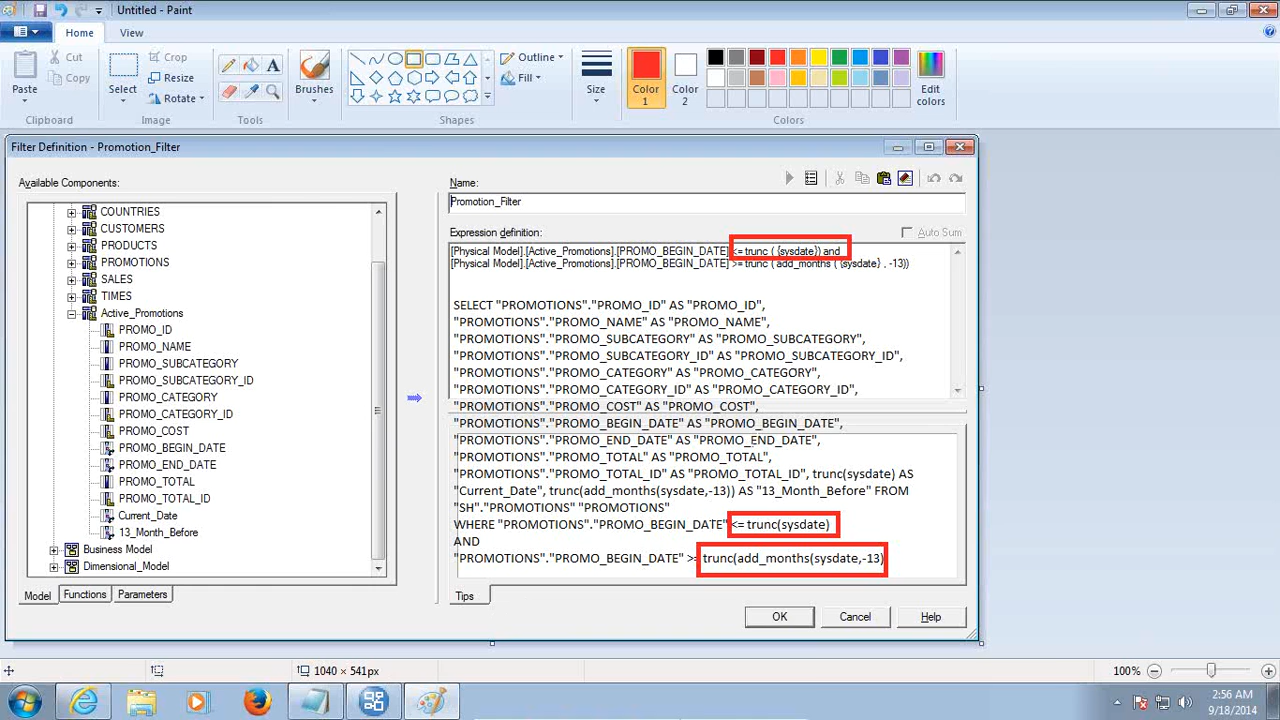 Untitled - Paint
Home
View
Paste
Cut
Copy
Clipboard
Select
Crop
Resize
Rotate
Image
Tools
Brushes
Shapes
Outline
Fill
Size
Color
1
Color
2
Colors
Edit
colors
Filter Definition - Promotion_Filter
Available Components:
COUNTRIES
CUSTOMERS
PRODUCTS
PROMOTIONS
SALES
TIMES
Active_Promotions
PROMO_ID
PROMO_NAME
PROMO_SUBCATEGORY
PROMO_SUBCATEGORY_ID
PROMO_CATEGORY
PROMO_CATEGORY_ID
PROMO_COST
PROMO_BEGIN_DATE
PROMO_END_DATE
PROMO_TOTAL
PROMO_TOTAL_ID
Current_Date
13_Month_Before
Business Model
Dimensional_Model
Model
Functions
Parameters
Name:
Promotion_Filter
Expression definition:
Auto Sum
[Physical Model].[Active_Promotions].[PROMO_BEGIN_DATE] <= trunc ( {sysdate}) and
[Physical Model].[Active_Promotions].[PROMO_BEGIN_DATE] >= trunc ( add_months ( {sysdate} , -13))
SELECT "PROMOTIONS"."PROMO_ID" AS "PROMO_ID",
"PROMOTIONS"."PROMO_NAME" AS "PROMO_NAME",
"PROMOTIONS"."PROMO_SUBCATEGORY" AS "PROMO_SUBCATEGORY",
"PROMOTIONS"."PROMO_SUBCATEGORY_ID" AS "PROMO_SUBCATEGORY_ID",
"PROMOTIONS"."PROMO_CATEGORY" AS "PROMO_CATEGORY",
"PROMOTIONS"."PROMO_CATEGORY_ID" AS "PROMO_CATEGORY_ID",
"PROMOTIONS"."PROMO_COST" AS "PROMO_COST",
"PROMOTIONS"."PROMO_BEGIN_DATE" AS "PROMO_BEGIN_DATE",
"PROMOTIONS"."PROMO_END_DATE" AS "PROMO_END_DATE",
"PROMOTIONS"."PROMO_TOTAL" AS "PROMO_TOTAL",
"PROMOTIONS"."PROMO_TOTAL_ID" AS "PROMO_TOTAL_ID", trunc(sysdate) AS
"Current_Date", trunc(add_months(sysdate,-13)) AS "13_Month_Before" FROM
"SH"."PROMOTIONS" "PROMOTIONS"
WHERE "PROMOTIONS"."PROMO_BEGIN_DATE" <= trunc(sysdate)
AND
"PROMOTIONS"."PROMO_BEGIN_DATE" >= trunc(add_months(sysdate,-13)
Tips
OK
Cancel
Help
1040 × 541px
100%
2:56 AM
9/18/2014